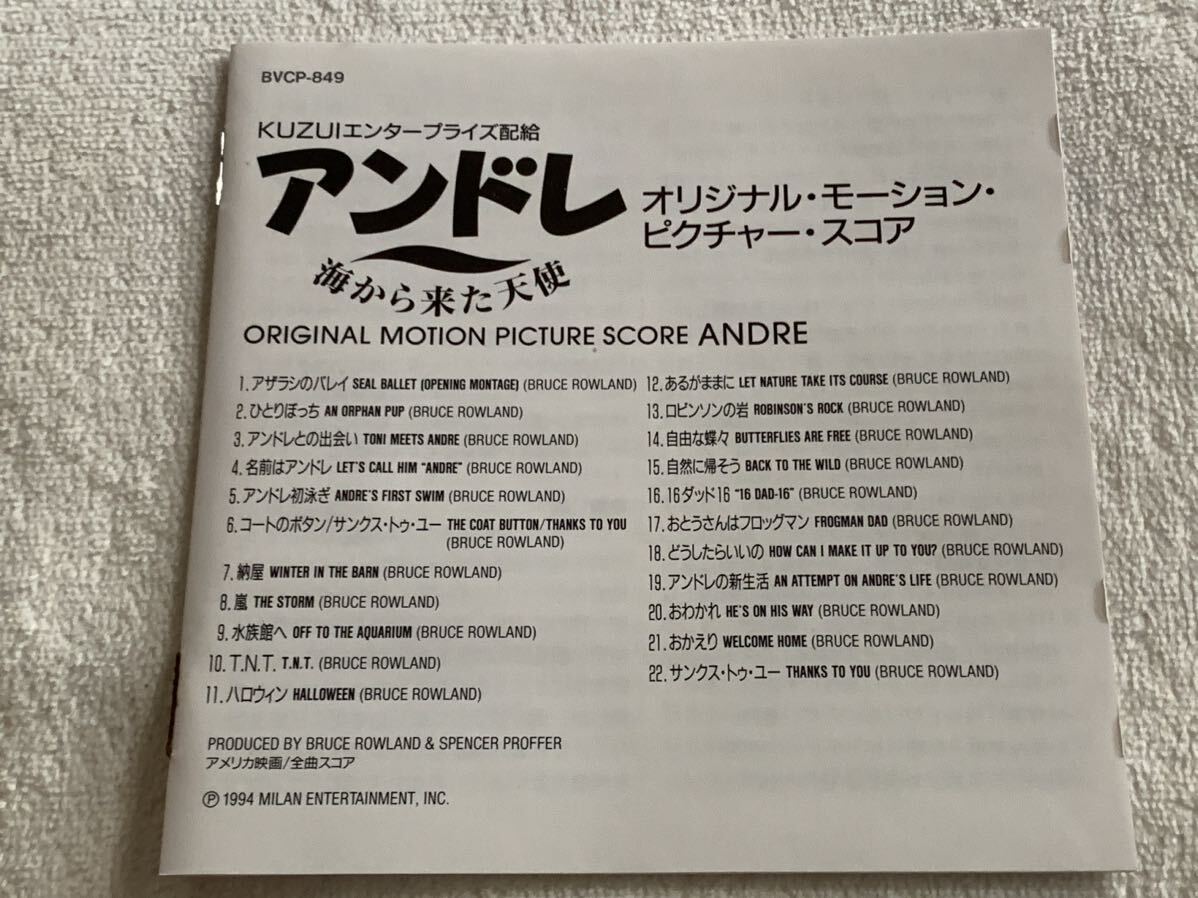 BVCP-849
KUZUIエンタープライズ配給
アンドレ
海から来た天使
オリジナル・モーション・
ピクチャー・スコア
ORIGINAL MOTION PICTURE SCORE ANDRE
1.アザラシのバレイ SEAL BALLET (OPENING MONTAGE) (BRUCE ROWLAND)
2.ひとりぼっち AN ORPHAN PUP (BRUCE ROWLAND)
3.アンドレとの出会い TONI MEETS ANDRE (BRUCE ROWLAND)
4.名前はアンドレ LET'S CALL HIM "ANDRE" (BRUCE ROWLAND)
5.アンドレ初泳ぎ ANDRE'S FIRST SWIM (BRUCE ROWLAND)
6.コートのボタン/サンクス・トゥ・ユー THE COAT BUTTON/THANKS TO YOU
(BRUCE ROWLAND)
7.納屋 WINTER IN THE BARN (BRUCE ROWLAND)
8.嵐 THE STORM (BRUCE ROWLAND)
9.水族館へ OFF TO THE AQUARIUM (BRUCE ROWLAND)
10.T.N.T. T.N.T. (BRUCE ROWLAND)
11.ハロウィン HALLOWEEN (BRUCE ROWLAND)
12.あるがままに LET NATURE TAKE ITS COURSE (BRUCE ROWLAND)
13.ロビンソンの岩 ROBINSON'S ROCK (BRUCE ROWLAND)
14.自由な蝶々 BUTTERFLIES ARE FREE (BRUCE ROWLAND)
15.自然に帰そう BACK TO THE WILD (BRUCE ROWLAND)
16.16ダッド16 "16 DAD-16" (BRUCE ROWLAND)
17.おとうさんはフロッグマン FROGMAN DAD (BRUCE ROWLAND)
18.どうしたらいいの HOW CAN I MAKE IT UP TO YOU? (BRUCE ROWLAND)
19.アンドレの新生活 AN ATTEMPT ON ANDRE'S LIFE (BRUCE ROWLAND)
20.おわかれ HE'S ON HIS WAY (BRUCE ROWLAND)
21.おかえり WELCOME HOME (BRUCE ROWLAND)
22.サンクス・トゥ・ユー THANKS TO YOU (BRUCE ROWLAND)
PRODUCED BY BRUCE ROWLAND & SPENCER PROFFER
アメリカ映画/全曲スコア
Ⓟ 1994 MILAN ENTERTAINMENT, INC.